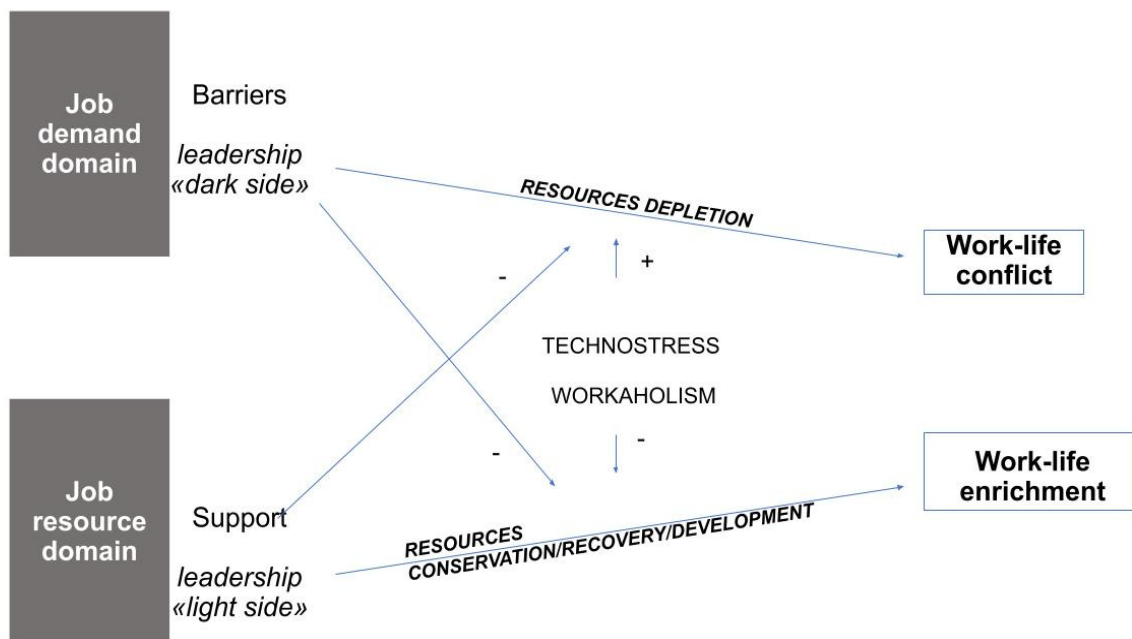 Job
demand
domain
Barriers
leadership
«dark side»
RESOURCES DEPLETION
Work-life
conflict
-
+
TECHNOSTRESS
WORKAHOLISM
-
-
Job
resource
domain
Support
leadership
«light side»
RESOURCES
CONSERVATION/RECOVERY/DEVELOPMENT
Work-life
enrichment